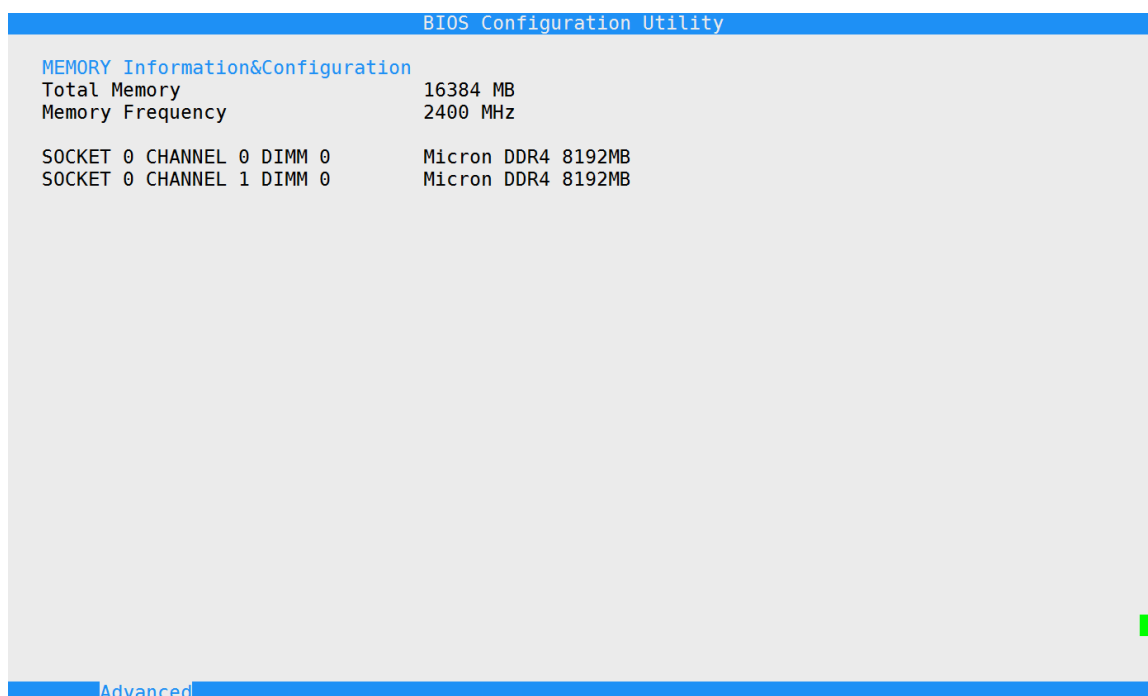 BIOS Configuration Utility
MEMORY Information&Configuration
Total Memory 16384 MB
Memory Frequency 2400 MHz
SOCKET 0 CHANNEL 0 DIMM 0 Micron DDR4 8192MB
SOCKET 0 CHANNEL 1 DIMM 0 Micron DDR4 8192MB
Advanced